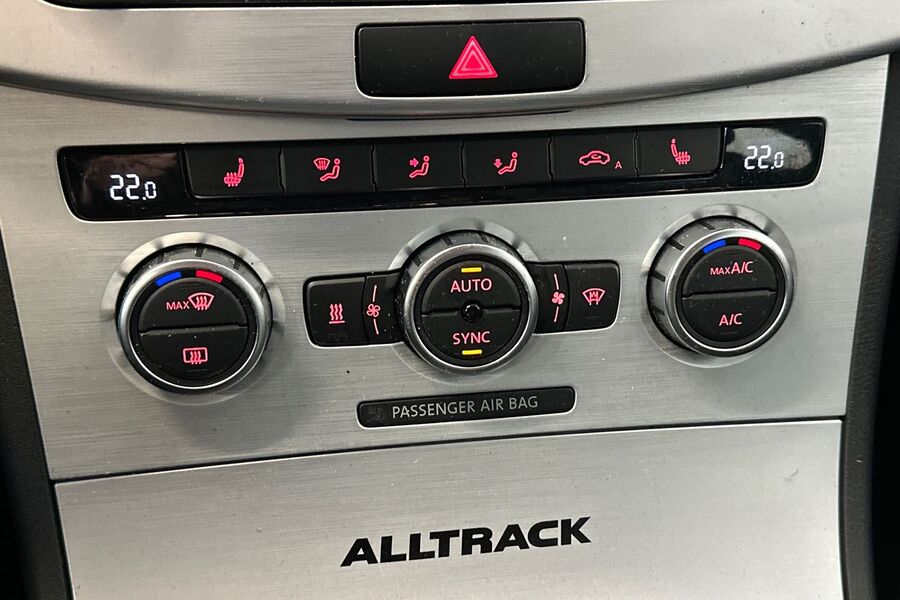 22.0
A
22.0
MAX
AUTO
SYNC
MAX A/C
A/C
PASSENGER AIR BAG
ALLTRACK